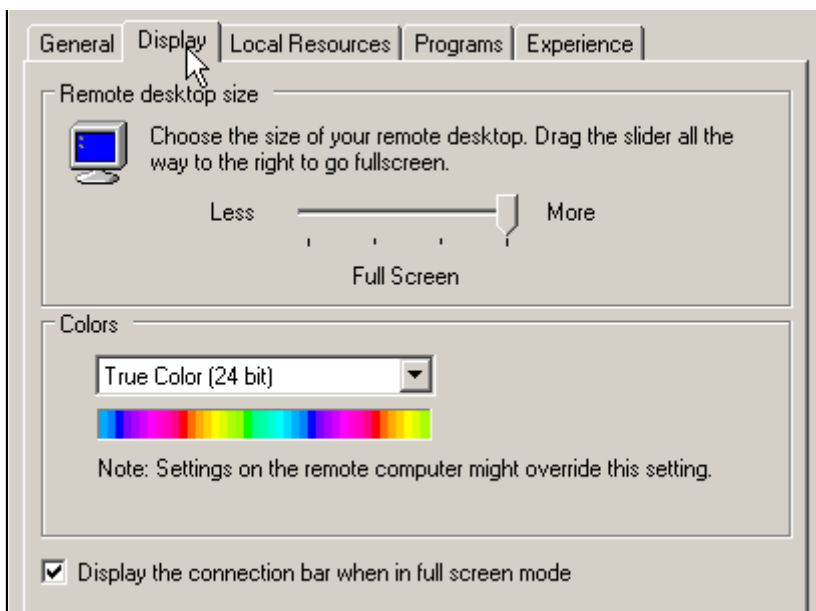 General Display Local Resources Programs Experience
Remote desktop size
Choose the size of your remote desktop. Drag the slider all the
way to the right to go fullscreen.
Less More
Full Screen
Colors
True Color (24 bit)
Note: Settings on the remote computer might override this setting.
Display the connection bar when in full screen mode